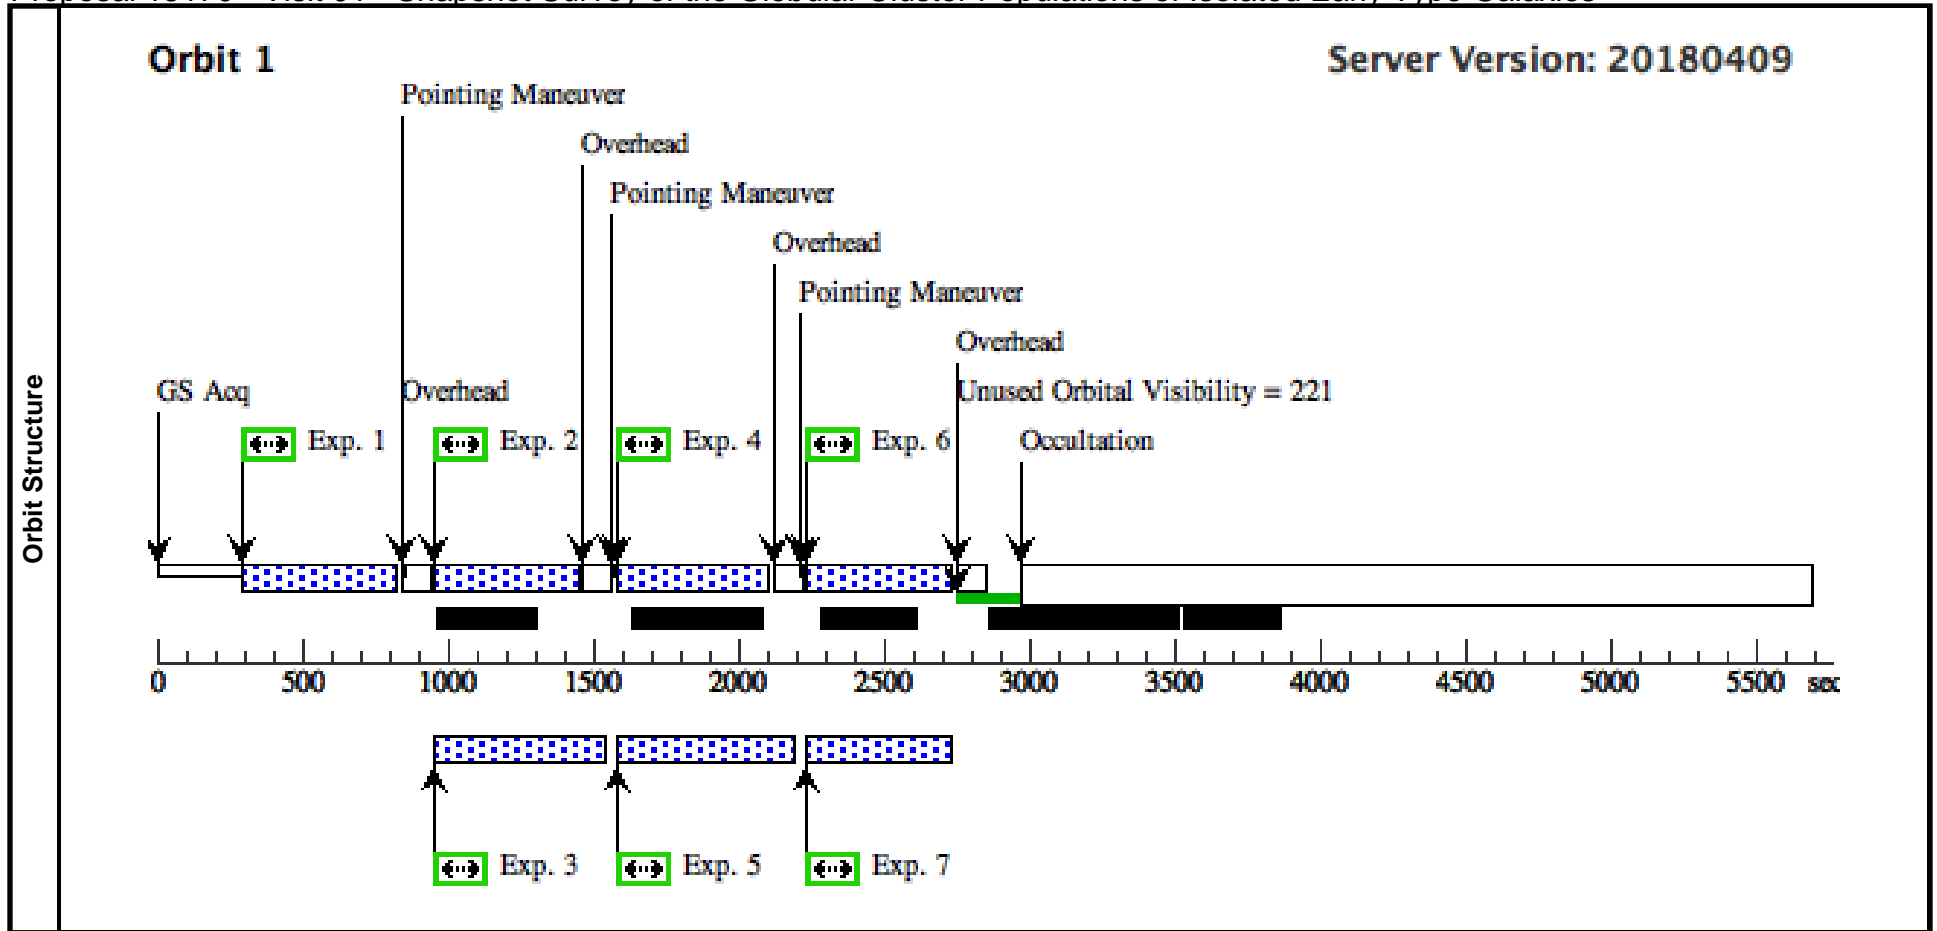 Orbit 1
Server Version: 20180409
Pointing Maneuver
Overhead
Pointing Maneuver
Overhead
Pointing Maneuver
Overhead
GS Acq
Overhead
Unused Orbital Visibility = 221
Exp. 1
Exp. 2
Exp. 4
Exp. 6
Occultation
Orbit Structure
0 500 1000 1500 2000 2500 3000 3500 4000 4500 5000 5500 sec
Exp. 3
Exp. 5
Exp. 7